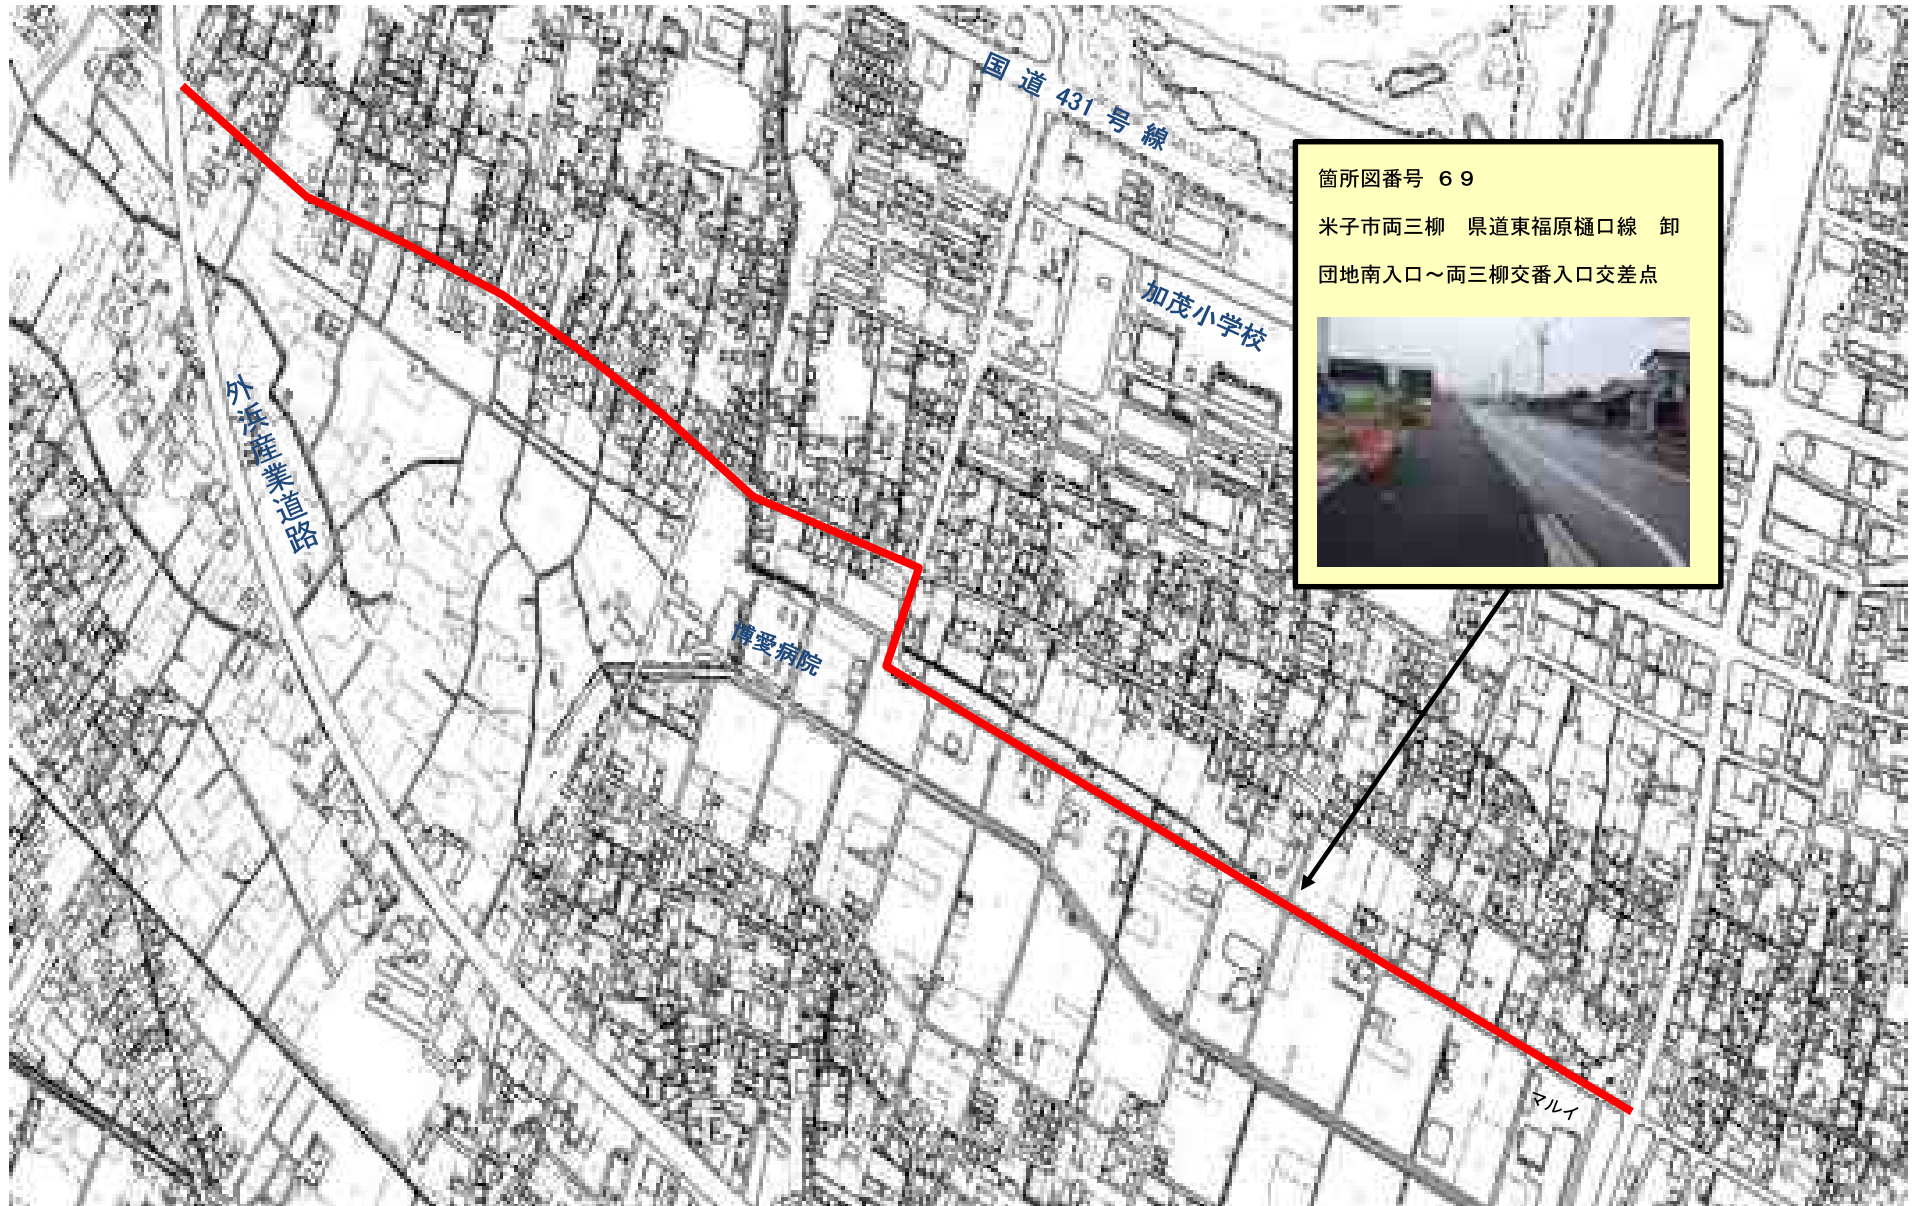 国道431号線
箇所図番号 69
米子市両三柳 県道東福原樋口線 卸
団地南入口～両三柳交番入口交差点
加茂小学校
外浜産業道路
博愛病院
マルイ